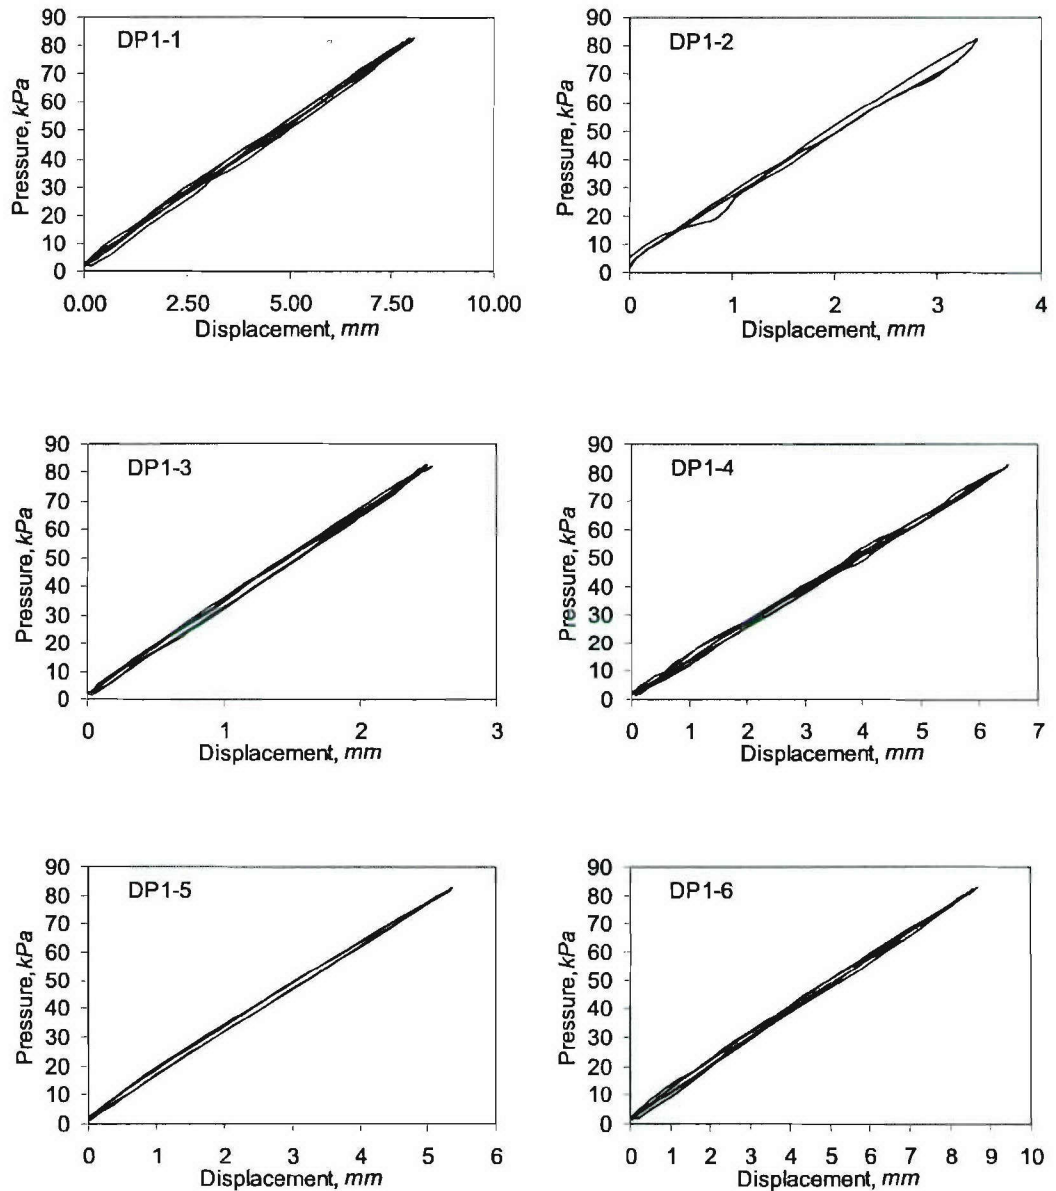 DP1-1
Pressure, kPa
90
80
70
60
50
40
30
20
10
0
0.00 2.50 5.00 7.50 10.00
Displacement, mm
DP1-2
Pressure, kPa
90
80
70
60
50
40
30
20
10
0
0 1 2 3 4
Displacement, mm
DP1-3
Pressure, kPa
90
80
70
60
50
40
30
20
10
0
0 1 2 3
Displacement, mm
DP1-4
Pressure, kPa
90
80
70
60
50
40
30
20
10
0
0 1 2 3 4 5 6 7
Displacement, mm
DP1-5
Pressure, kPa
90
80
70
60
50
40
30
20
10
0
0 1 2 3 4 5 6
Displacement, mm
DP1-6
Pressure, kPa
90
80
70
60
50
40
30
20
10
0
0 1 2 3 4 5 6 7 8 9 10
Displacement, mm